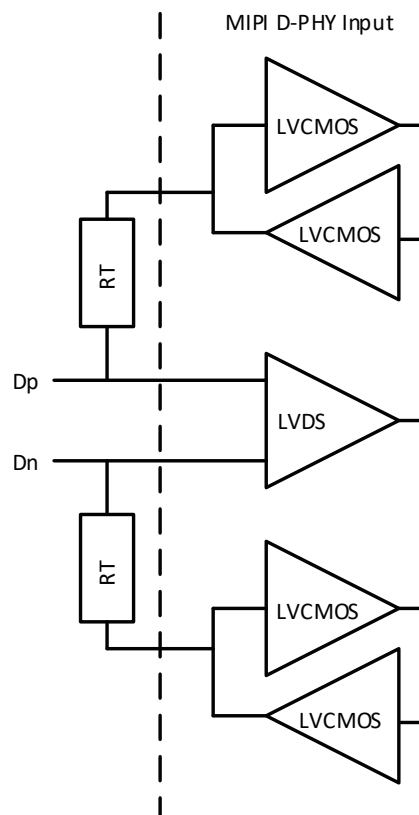 MIPI D-PHY Input
LVCMOS
LVCMOS
RT
Dp
LVDS
Dn
RT
LVCMOS
LVCMOS